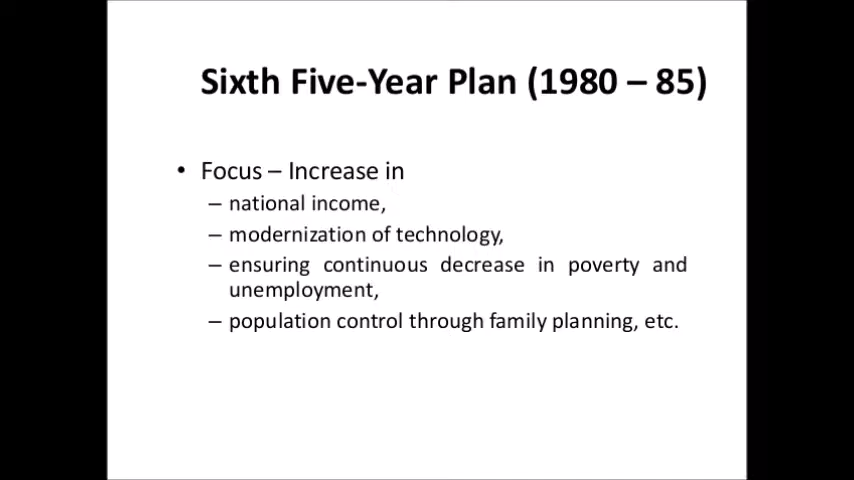 Sixth Five-Year Plan (1980 – 85)
• Focus – Increase in
– national income,
– modernization of technology,
– ensuring continuous decrease in poverty and
unemployment,
– population control through family planning, etc.